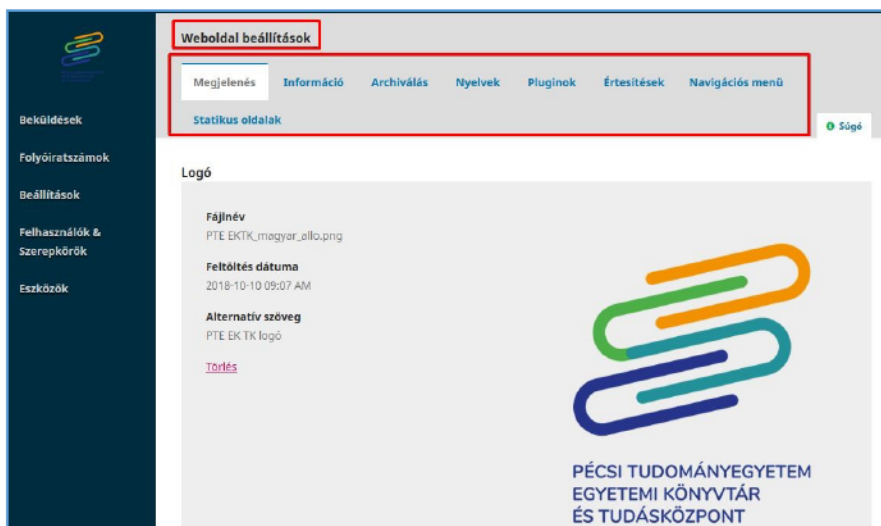 Weboldal beállítások
Megjelenés Információ Archiválás Nyelvek Pluginok Értesítések Navigációs menü
Statikus oldalak
Súgó
Beküldések
Folyóiratszámok
Beállítások
Felhasználók &
Szerepkörök
Eszközök
Logó
Fájlnév
PTE EKTK_magyar_allo.png
Feltöltés dátuma
2018-10-10 09:07 AM
Alternatív szöveg
PTE EK TK logó
Törlés
PÉCSI TUDOMÁNYEGYETEM
EGYETEMI KÖNYVTÁR
ÉS TUDÁSKÖZPONT